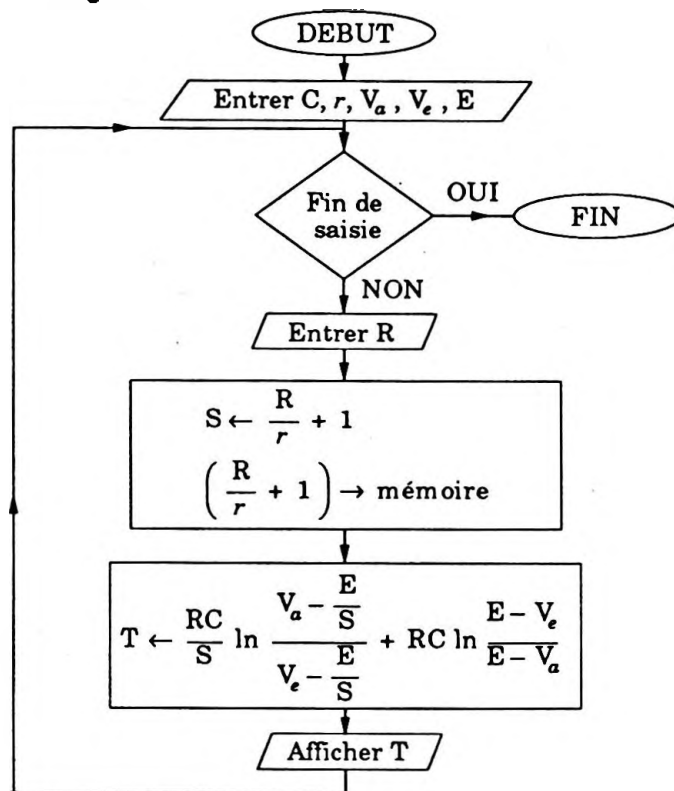 DEBUT
Entrer C, r, Vₐ, Vₑ, E
Fin de
saisie
OUI
FIN
NON
Entrer R
S ← R/r + 1
(R/r + 1) → mémoire
T ← RC/S ln (Vₐ − E/S)/(Vₑ − E/S) + RC ln (E − Vₑ)/(E − Vₐ)
Afficher T